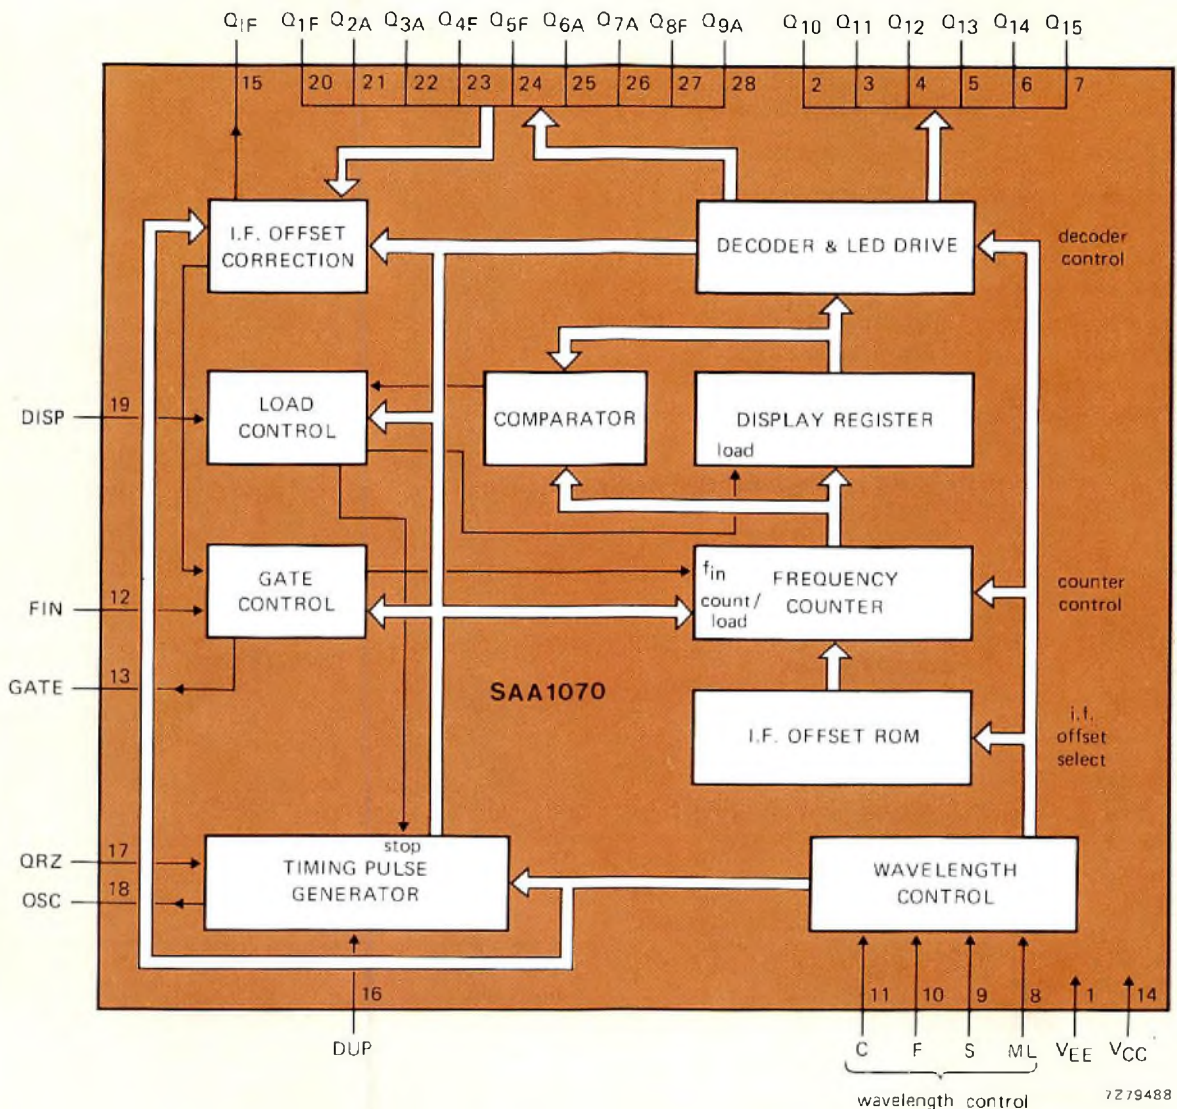 QIF Q1F Q2A Q3A Q4F Q5F Q6A Q7A Q8F Q9A Q10 Q11 Q12 Q13 Q14 Q15
15 20 21 22 23 24 25 26 27 28 2 3 4 5 6 7
I.F. OFFSET
CORRECTION
DECODER & LED DRIVE
decoder
control
DISP
19
LOAD
CONTROL
COMPARATOR
DISPLAY REGISTER
load
FIN
12
GATE
CONTROL
fin
count/
load
FREQUENCY
COUNTER
counter
control
GATE
13
SAA1070
I.F. OFFSET ROM
i.f.
offset
select
QRZ
17
OSC
18
stop
TIMING PULSE
GENERATOR
WAVELENGTH
CONTROL
16
11 10 9 8 1 14
DUP
C F S ML VEE VCC
wavelength control
7Z79488